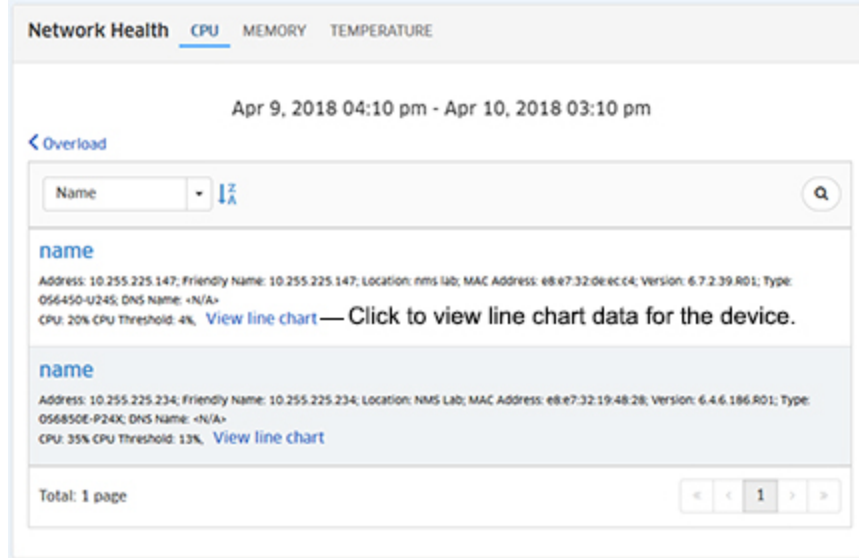 Network Health CPU MEMORY TEMPERATURE
Apr 9, 2018 04:10 pm - Apr 10, 2018 03:10 pm
Overload
Name
name
Address: 10.255.225.147; Friendly Name: 10.255.225.147; Location: nms lab; MAC Address: e8:e7:32:de:ec:c4; Version: 6.7.2.39.R01; Type:
OS6450-U24S; DNS Name: <N/A>
CPU: 20% CPU Threshold: 4%, View line chart — Click to view line chart data for the device.
name
Address: 10.255.225.234; Friendly Name: 10.255.225.234; Location: NMS Lab; MAC Address: e8:e7:32:19:48:28; Version: 6.4.6.186.R01; Type:
OS6850E-P24X; DNS Name: <N/A>
CPU: 35% CPU Threshold: 13%, View line chart
Total: 1 page
« ‹ 1 › »